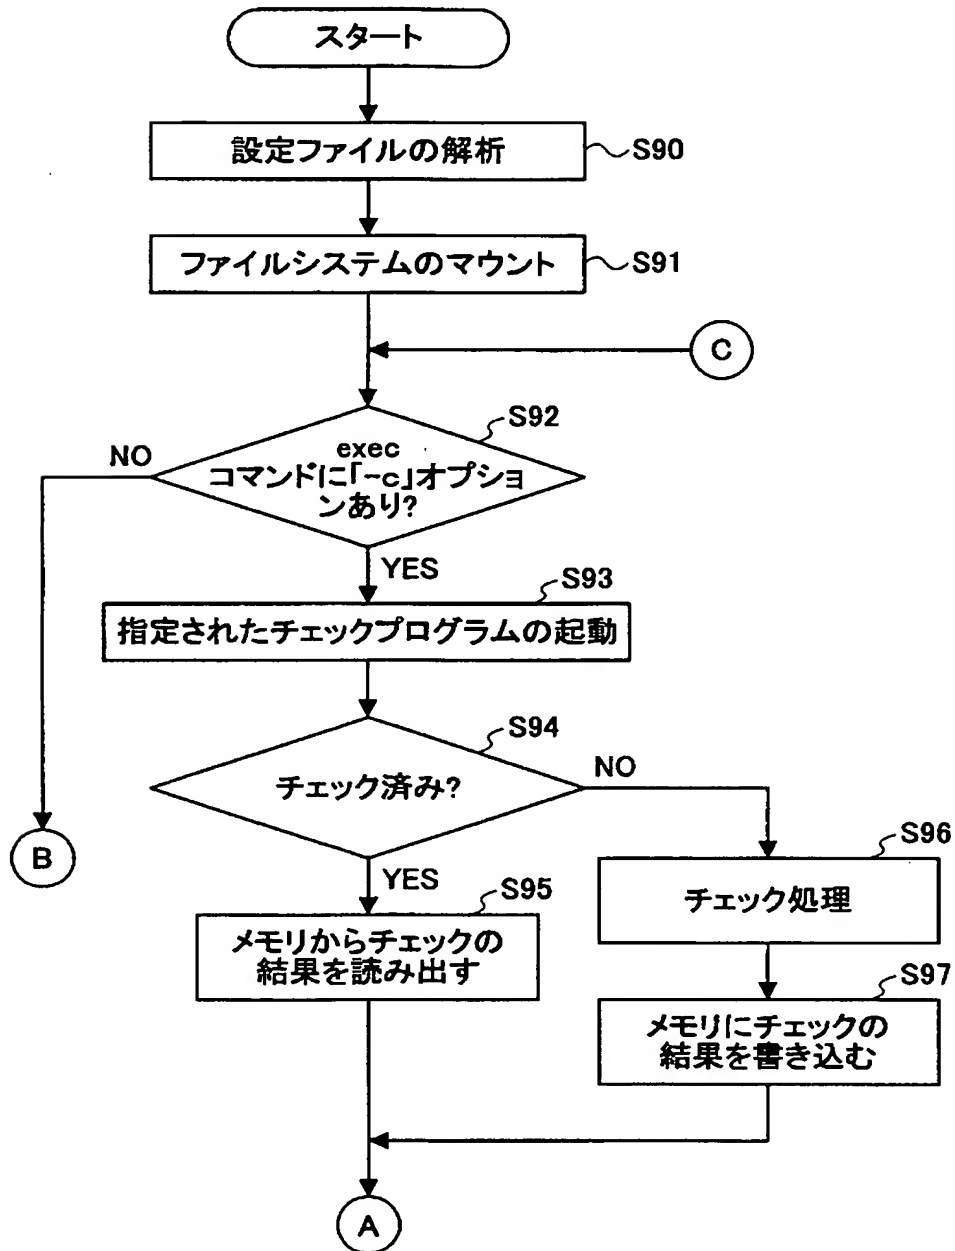 スタート
設定ファイルの解析
S90
ファイルシステムのマウント
S91
C
S92
NO
exec
コマンドに「-c」オプショ
ンあり?
YES
S93
指定されたチェックプログラムの起動
S94
チェック済み?
NO
B
YES
S95
S96
チェック処理
メモリからチェックの
結果を読み出す
S97
メモリにチェックの
結果を書き込む
A